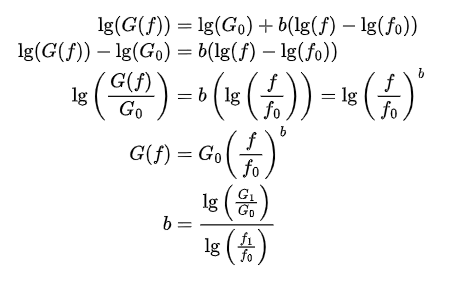 lg(G(f)) = lg(G₀) + b(lg(f) − lg(f₀))
lg(G(f)) − lg(G₀) = b(lg(f) − lg(f₀))
lg(G(f)/G₀) = b(lg(f/f₀)) = lg(f/f₀)ᵇ
G(f) = G₀(f/f₀)ᵇ
b = lg(G₁/G₀)/lg(f₁/f₀)